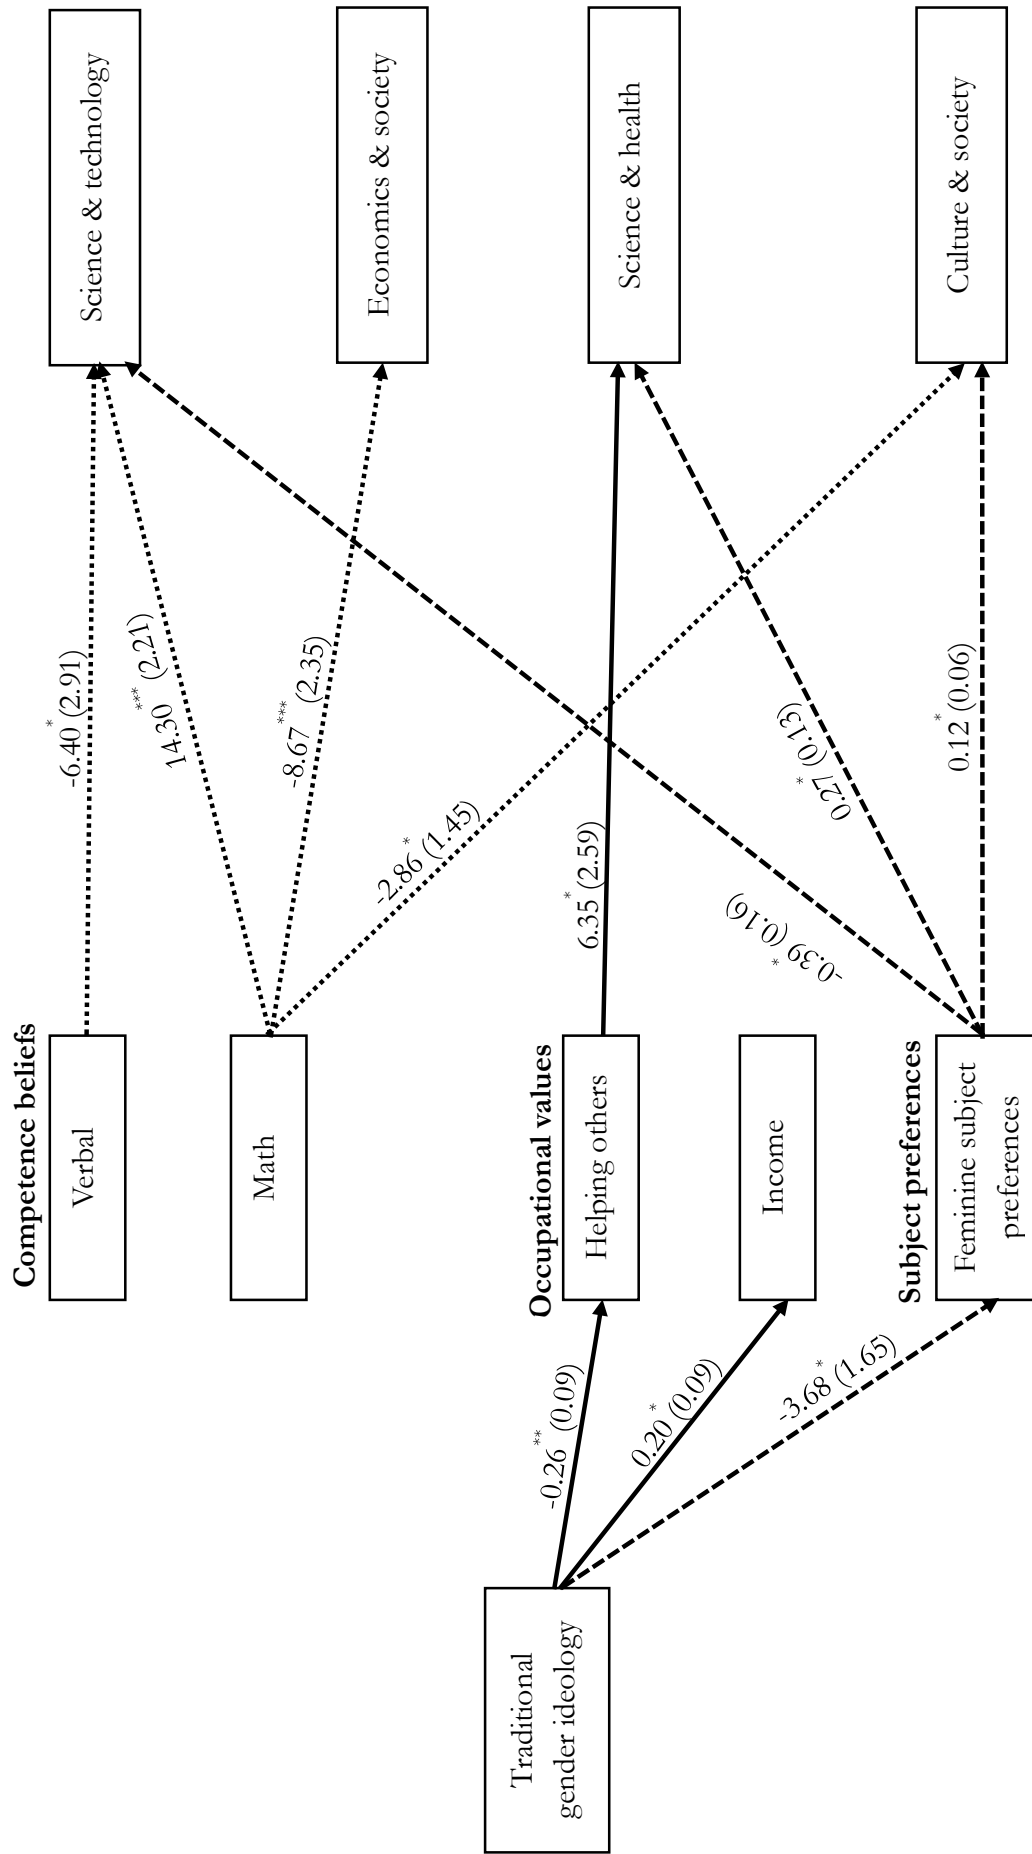 Competence beliefs
Verbal
Math
Occupational values
Helping others
Income
Subject preferences
Feminine subject
preferences
Traditional
gender ideology
Science & technology
Economics & society
Science & health
Culture & society
-6.40* (2.91)
14.30*** (2.21)
-8.67*** (2.35)
-2.86* (1.45)
6.35* (2.59)
-0.39* (0.16)
0.27* (0.13)
0.12* (0.06)
-0.26** (0.09)
0.20* (0.09)
-3.68* (1.65)